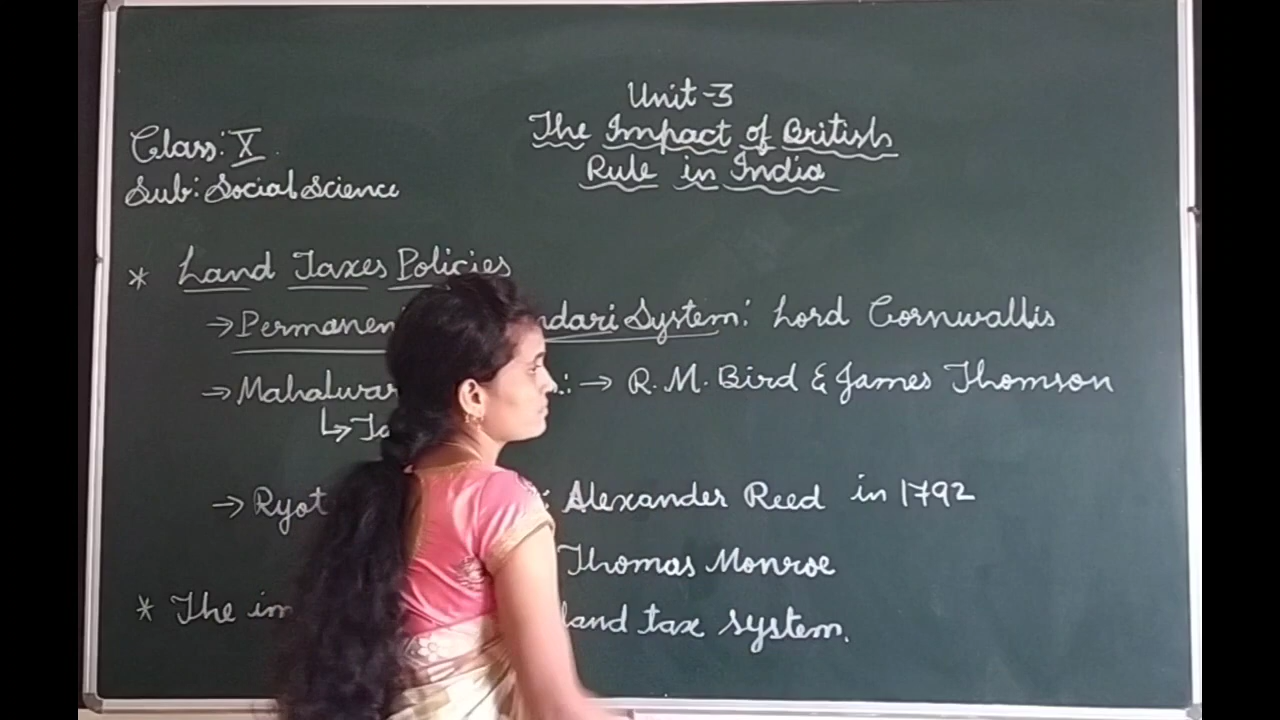 Unit-3
The Impact of British
Rule in India
Class: X
Sub: Social Science
* Land Taxes Policies
→ Permanen ndari System: Lord Cornwallis
→ Mahalwar .: → R. M. Bird & James Thomson
→ Ryot : Alexander Reed in 1792
Thomas Monroe
* The im land tax system.